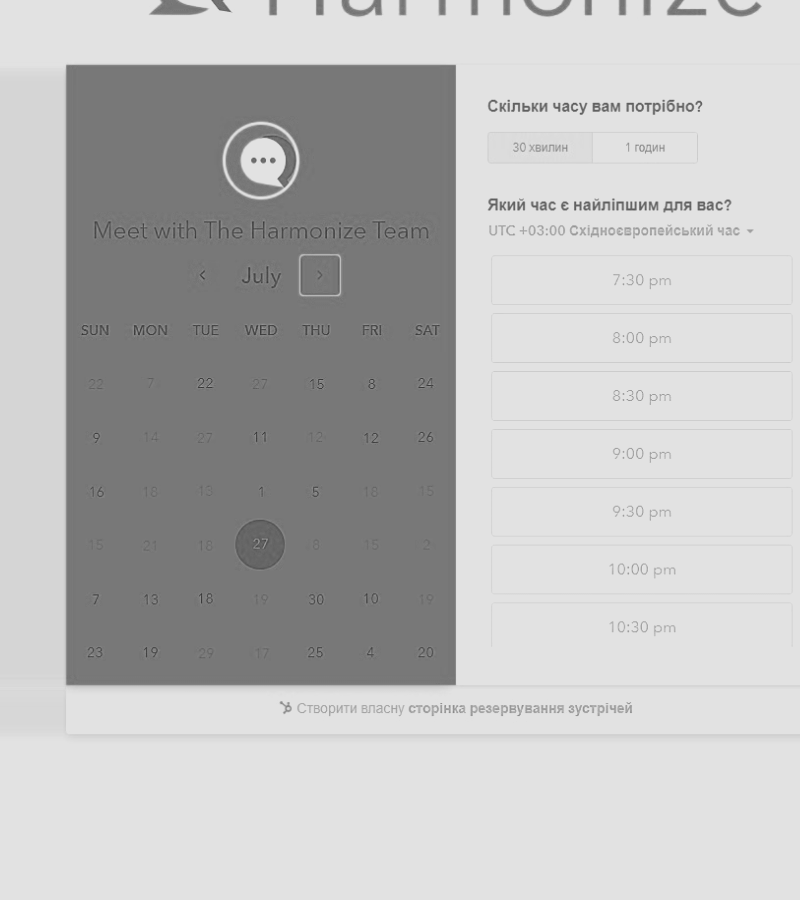 Harmonize
Meet with The Harmonize Team
July
SUN MON TUE WED THU FRI SAT
22 7 22 27 15 8 24
9 14 27 11 12 12 26
16 18 13 1 5 18 15
15 21 18 27 8 15 2
7 13 18 19 30 10 19
23 19 29 17 25 4 20
Скільки часу вам потрібно?
30 хвилин 1 годин
Який час є найліпшим для вас?
UTC +03:00 Східноєвропейський час
7:30 pm
8:00 pm
8:30 pm
9:00 pm
9:30 pm
10:00 pm
10:30 pm
Створити власну сторінка резервування зустрічей